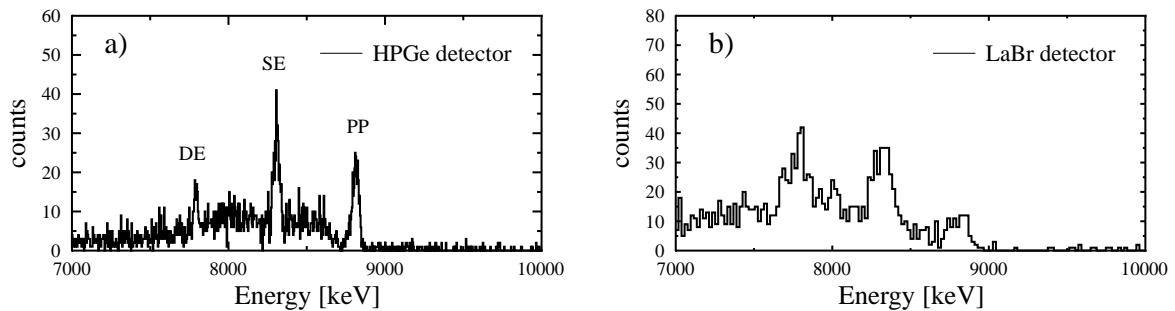 a)
HPGe detector
DE
SE
PP
counts
60
50
40
30
20
10
0
7000 8000 9000 10000
Energy [keV]
b)
LaBr detector
counts
80
70
60
50
40
30
20
10
0
7000 8000 9000 10000
Energy [keV]